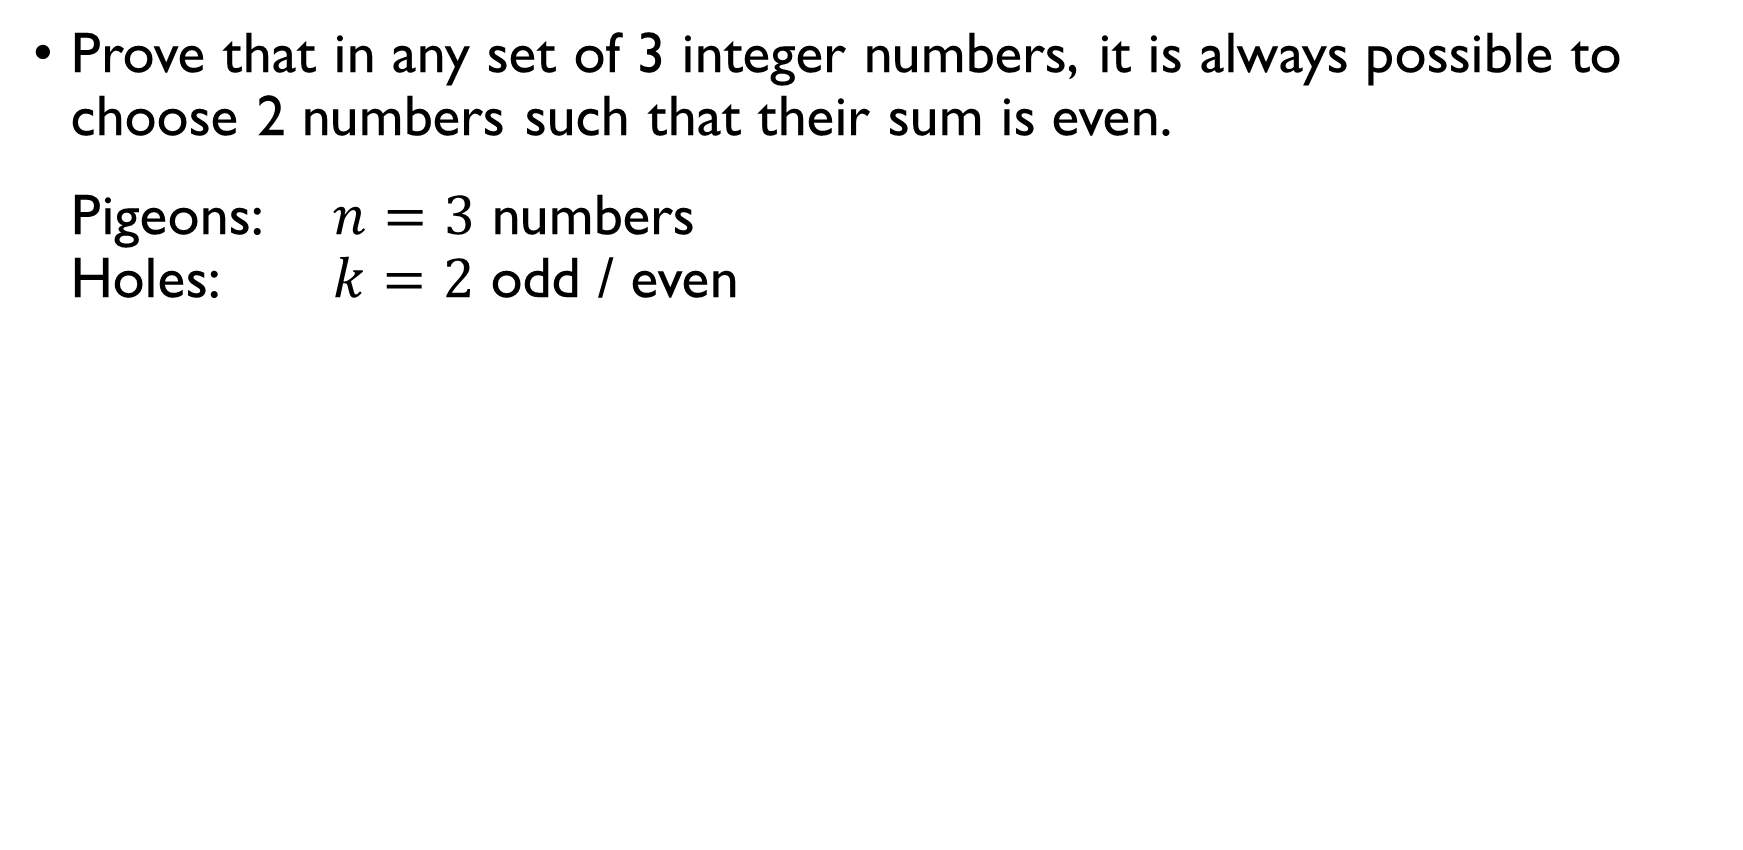 • Prove that in any set of 3 integer numbers, it is always possible to
choose 2 numbers such that their sum is even.
Pigeons: n = 3 numbers
Holes: k = 2 odd / even